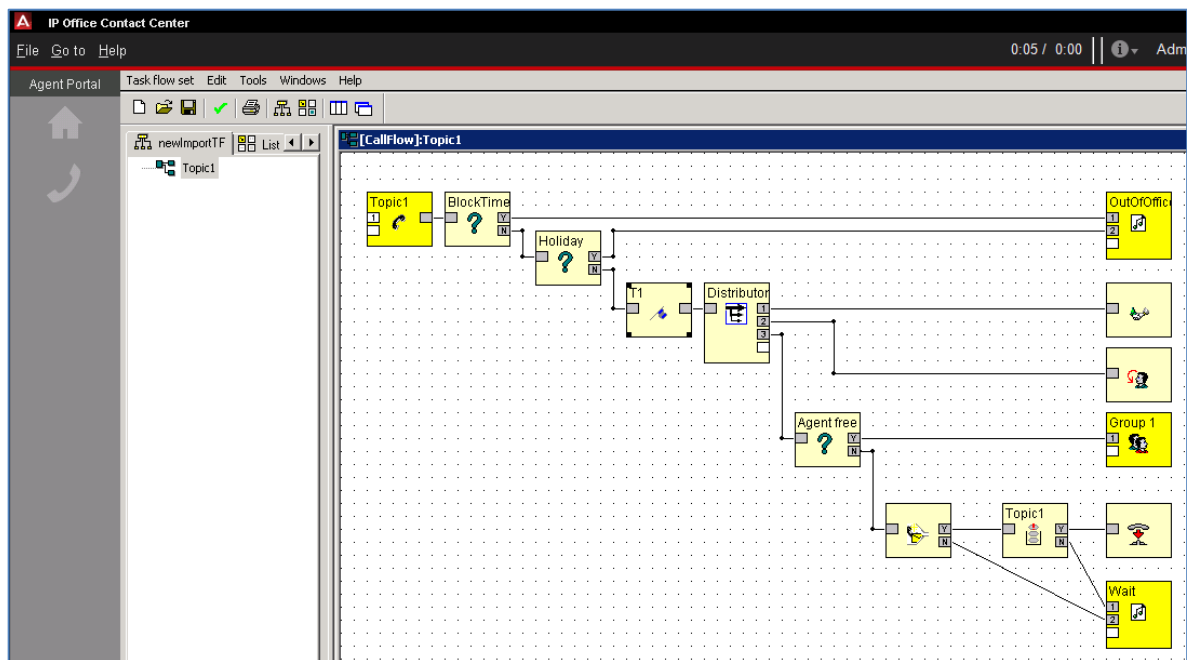 IP Office Contact Center
File Go to Help
0:05 / 0:00
Adm
Agent Portal
Task flow set Edit Tools Windows Help
newImportTF
List
[CallFlow]:Topic1
Topic1
Topic1
1
BlockTime
Y
N
OutOfOffic
1
2
Holiday
Y
N
T1
Distributor
1
2
3
Agent free
Y
N
Group 1
1
Y
N
Topic1
Y
N
Wait
1
2